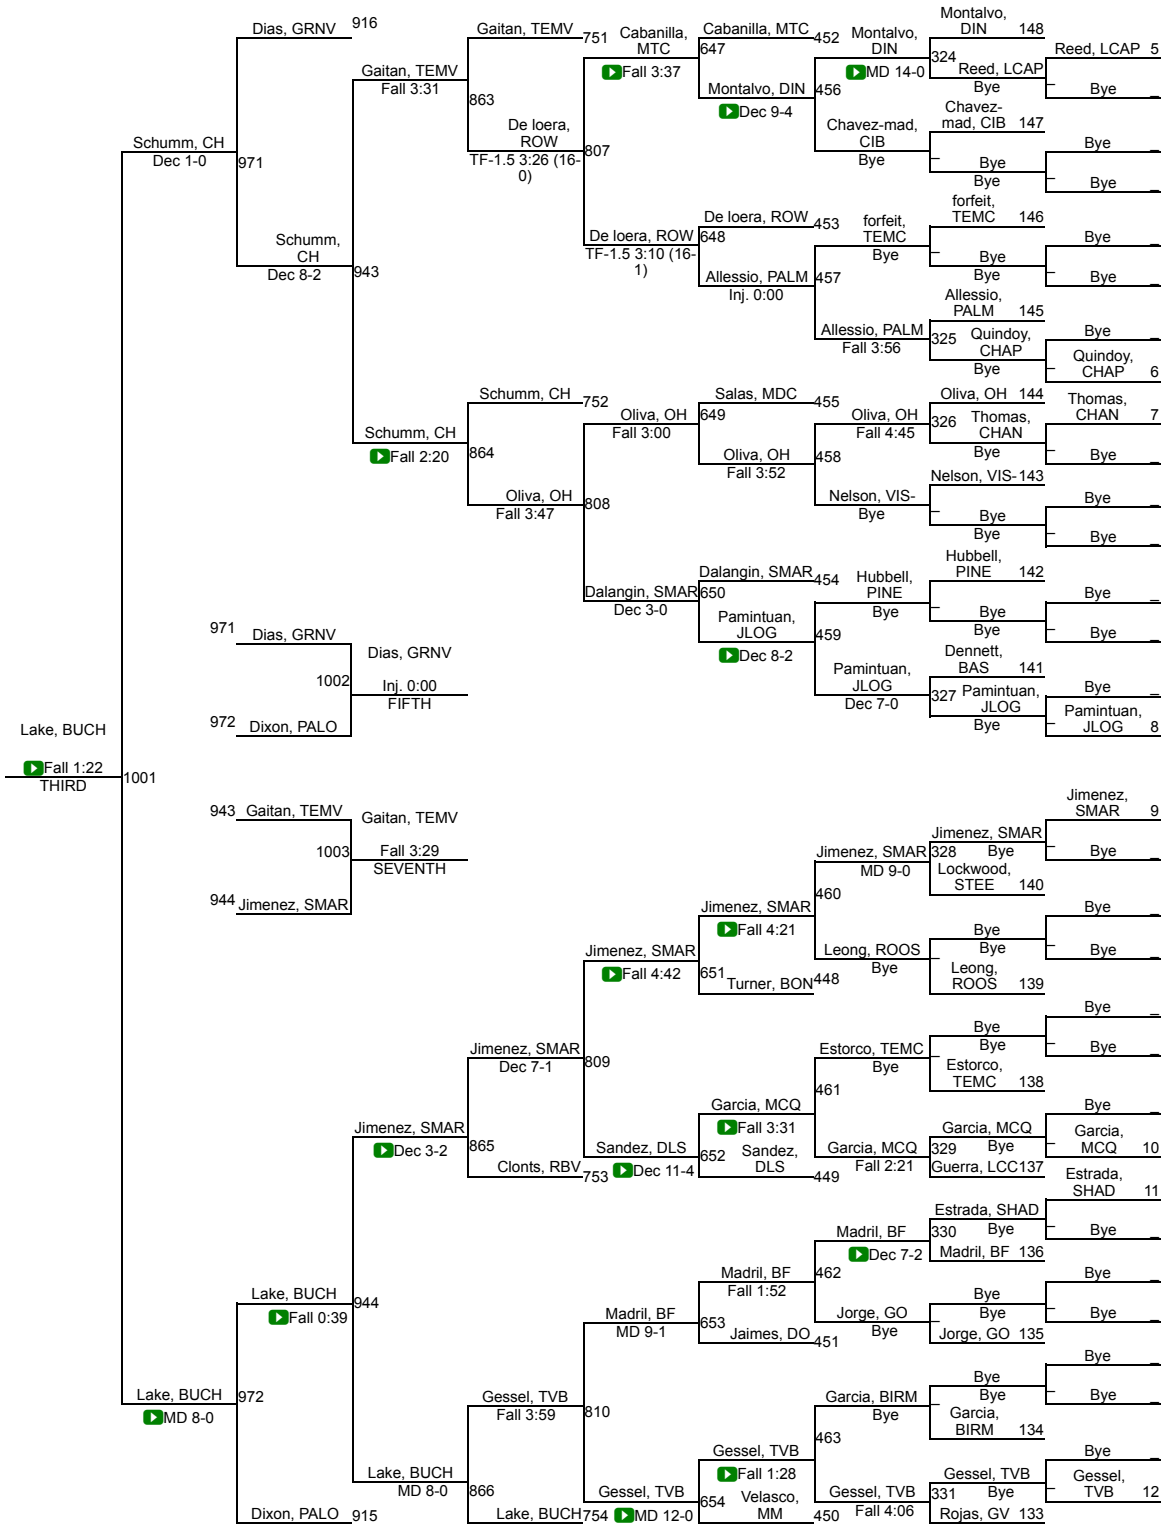 Montalvo,
DIN 148
Dias, GRNV 916
Gaitan, TEMV 751
Cabanilla,
MTC
Cabanilla, MTC 452
Montalvo,
DIN
Reed, LCAP 5
647
324
Fall 3:37
MD 14-0
Reed, LCAP
Bye
Bye _
Gaitan, TEMV
Fall 3:31
863
Montalvo, DIN 456
Dec 9-4
Chavez-
mad, CIB 147
De loera,
ROW
TF-1.5 3:26 (16-
0)
807
Chavez-mad,
CIB
Bye
Bye
Bye
Bye _
Bye _
Schumm, CH
Dec 1-0
971
forfeit,
TEMC 146
De loera, ROW 453
648
forfeit,
TEMC
Bye
Bye
Bye
Bye _
Bye _
De loera, ROW
TF-1.5 3:10 (16-
1)
Schumm,
CH
Dec 8-2
943
Allessio, PALM 457
Inj. 0:00
Allessio,
PALM 145
Allessio, PALM
Fall 3:56
325
Quindoy,
CHAP
Bye
Bye _
Quindoy,
CHAP 6
Schumm, CH 752
Salas, MDC 455
Oliva, OH 144
Thomas,
CHAN 7
Oliva, OH
Fall 3:00
649
Oliva, OH
Fall 4:45
326
Thomas,
CHAN
Bye
Bye _
Schumm, CH
Fall 2:20
864
Oliva, OH
Fall 3:52
458
Nelson, VIS- 143
Oliva, OH
Fall 3:47
808
Nelson, VIS-
Bye
Bye
Bye
Bye _
Bye _
Hubbell,
PINE 142
Dalangin, SMAR 454
Dalangin, SMAR
Dec 3-0
650
Hubbell,
PINE
Bye
Bye
Bye
Bye _
Bye _
Pamintuan,
JLOG
Dec 8-2
459
971 Dias, GRNV
Dias, GRNV
1002
Inj. 0:00
FIFTH
972 Dixon, PALO
Dennett,
BAS 141
Pamintuan,
JLOG
Dec 7-0
327
Pamintuan,
JLOG
Bye
Bye _
Pamintuan,
JLOG 8
Lake, BUCH
Fall 1:22
THIRD
1001
943 Gaitan, TEMV
Gaitan, TEMV
1003
Fall 3:29
SEVENTH
944 Jimenez, SMAR
Jimenez,
SMAR 9
Jimenez, SMAR
328
Bye
Bye _
Jimenez, SMAR
MD 9-0
Lockwood,
STEE 140
460
Jimenez, SMAR
Fall 4:21
Bye
Bye
Bye _
Bye _
Leong, ROOS
Bye
Leong,
ROOS 139
Jimenez, SMAR
Fall 4:42
651
Turner, BON 448
Jimenez, SMAR
Dec 7-1
809
Bye _
Bye
Bye
Bye _
Estorco, TEMC
Bye
Estorco,
TEMC 138
461
Garcia, MCQ
Fall 3:31
Jimenez, SMAR
Dec 3-2
865
Clonts, RBV 753
Sandez, DLS
Dec 11-4
652
Sandez,
DLS
449
Garcia, MCQ
Fall 2:21
Garcia, MCQ
329
Bye
Guerra, LCC 137
Bye _
Garcia,
MCQ 10
Estrada,
SHAD 11
Estrada, SHAD
330
Bye
Bye _
Madril, BF
Dec 7-2
Madril, BF 136
Madril, BF
Fall 1:52
462
Bye _
Bye
Bye
Bye _
Jorge, GO
Bye
Jorge, GO 135
Lake, BUCH
Fall 0:39
944
Madril, BF
MD 9-1
653
Jaimes, DO 451
Lake, BUCH
MD 8-0
972
Gessel, TVB
Fall 3:59
810
Bye _
Bye
Bye
Bye _
Garcia, BIRM
Bye
Garcia,
BIRM 134
463
Gessel, TVB
Fall 1:28
Lake, BUCH
MD 8-0
866
Gessel, TVB
331
Bye
Bye _
Gessel,
TVB 12
Gessel, TVB
MD 12-0
654
Velasco,
MM
450
Gessel, TVB
Fall 4:06
Rojas, GV 133
Dixon, PALO 915
Lake, BUCH 754